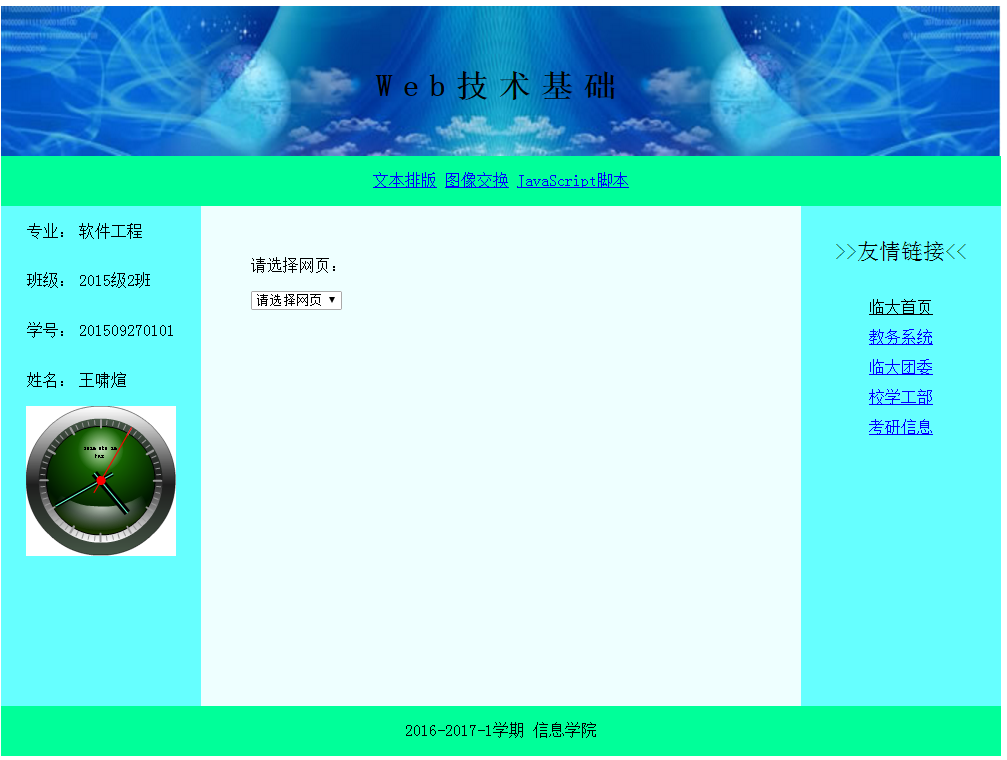 Web技术基础
文本排版 图像交换 JavaScript脚本
专业： 软件工程
班级： 2015级2班
学号： 201509270101
姓名： 王啸煊
请选择网页：
请选择网页
>>友情链接<<
临大首页
教务系统
临大团委
校学工部
考研信息
2016-2017-1学期 信息学院